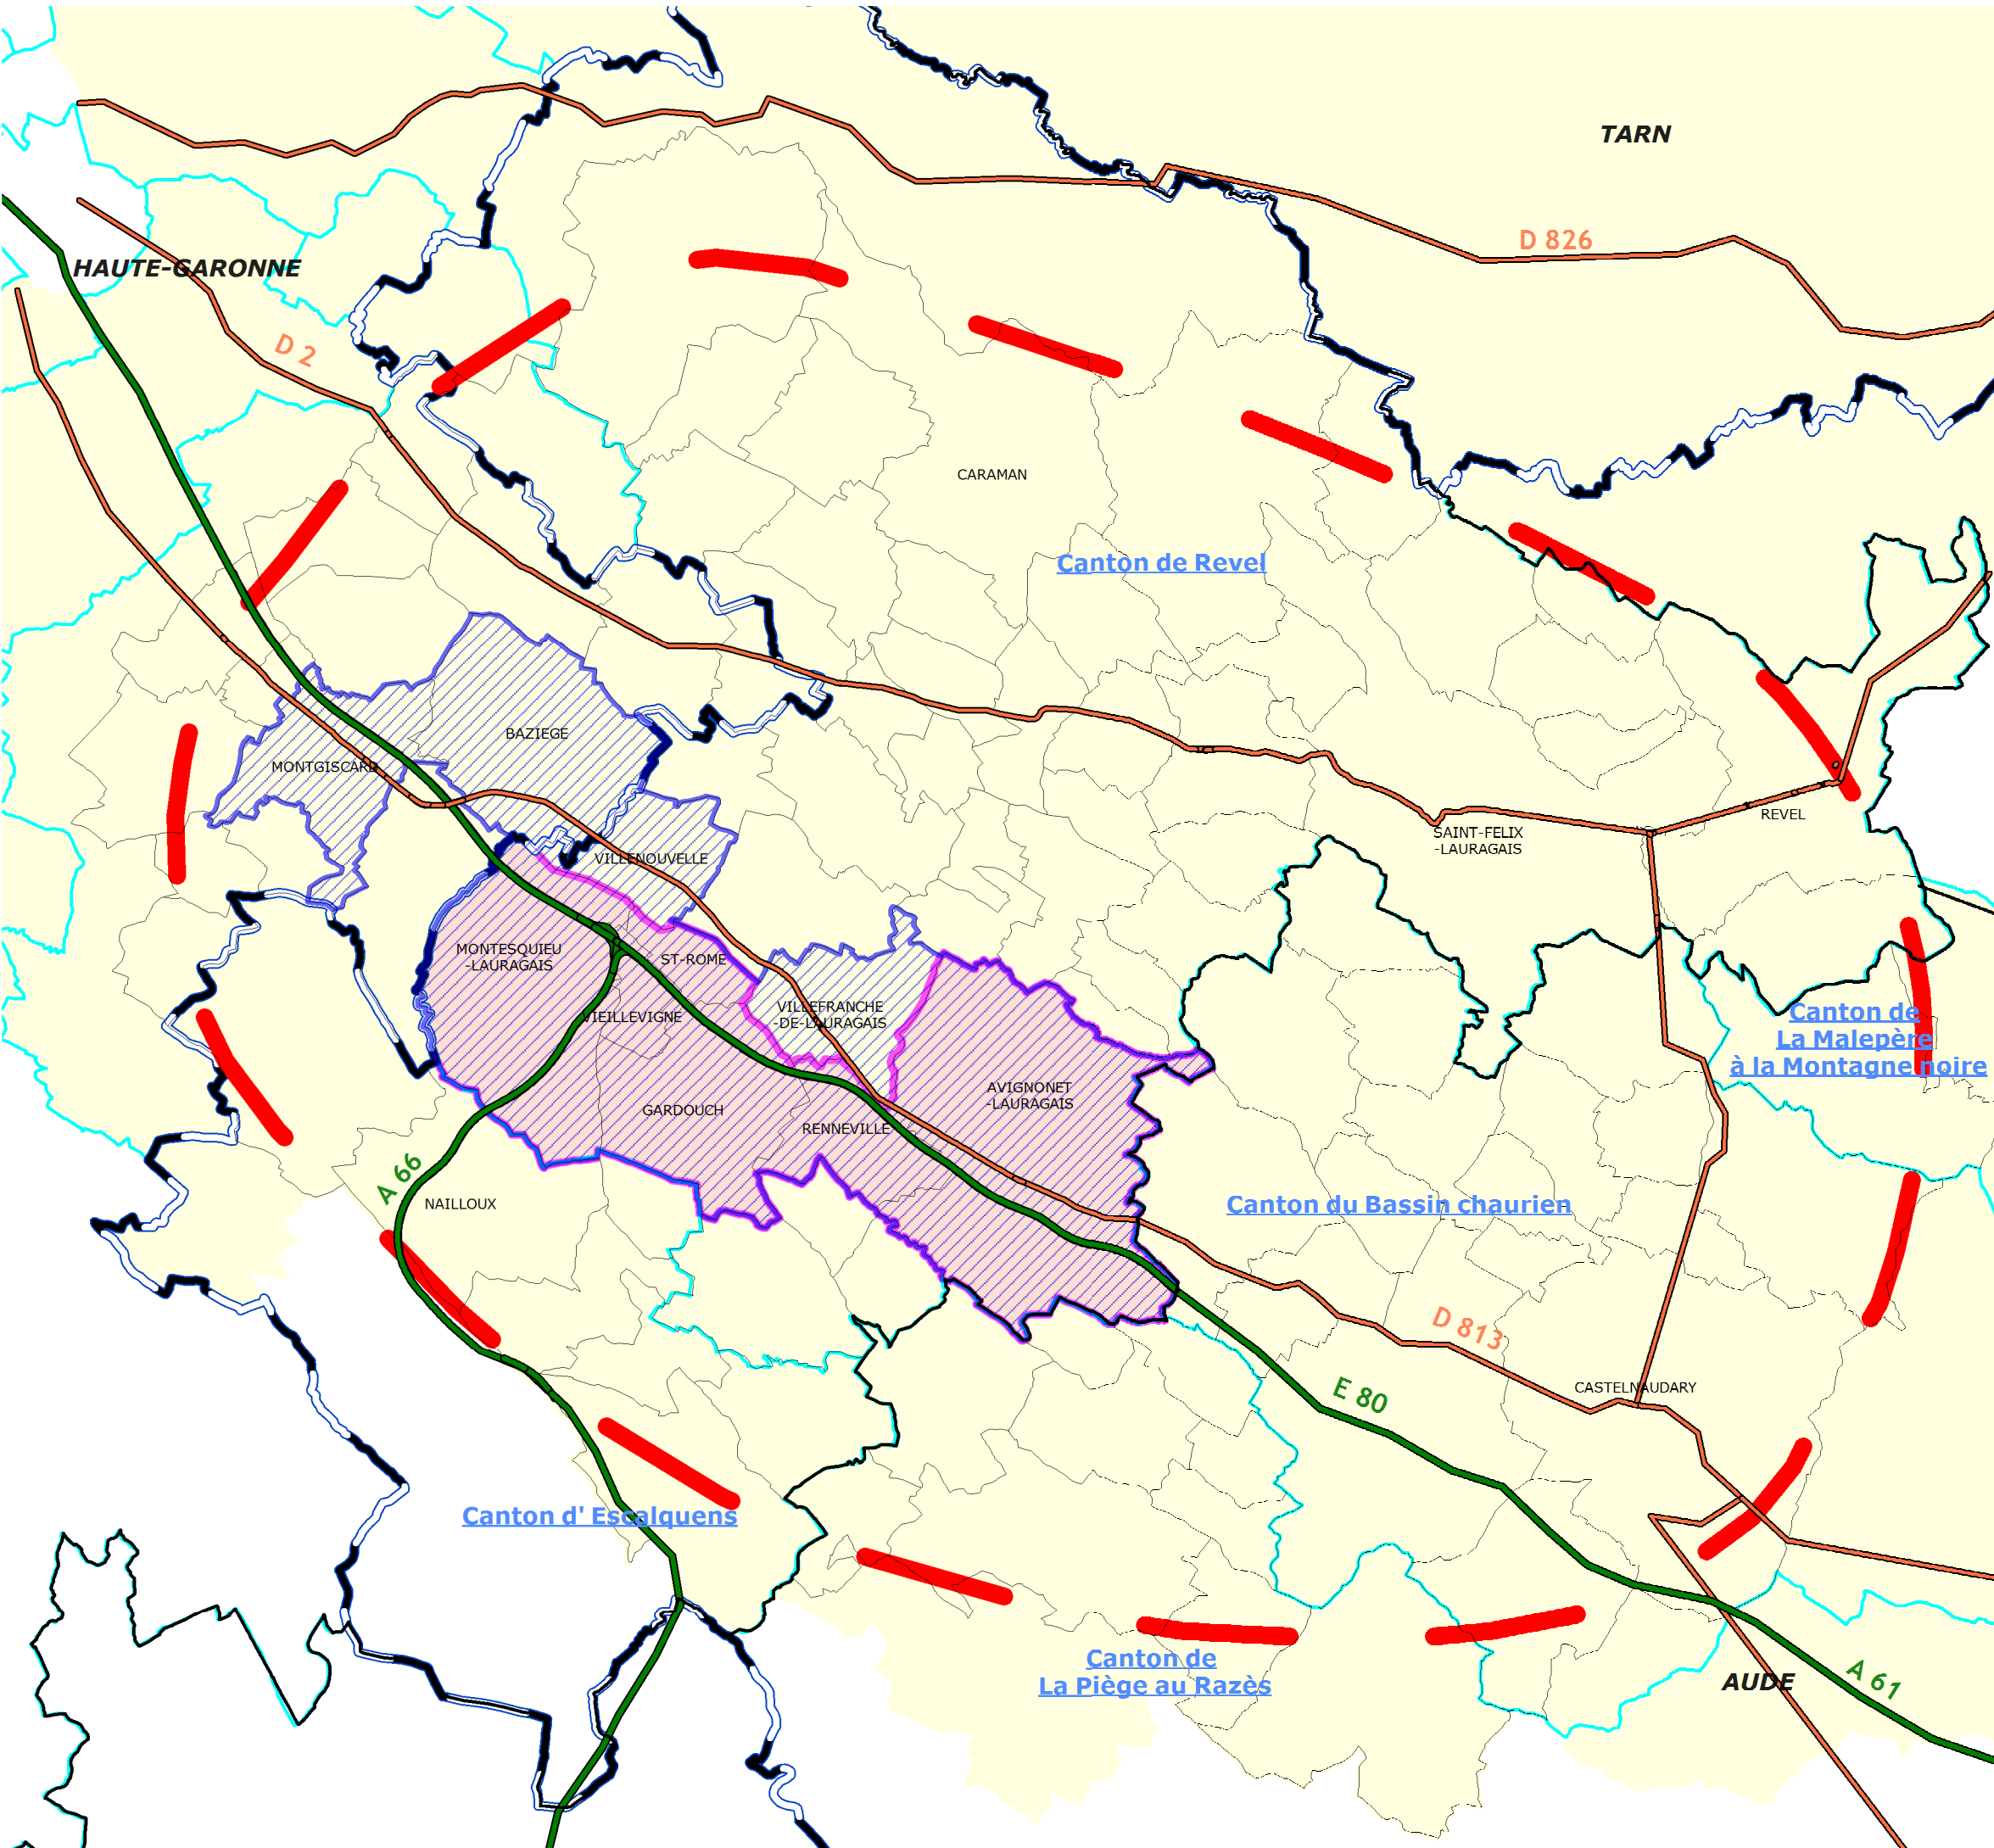 TARN
D 826
HAUTE-GARONNE
D 2
CARAMAN
Canton de Revel
BAZIEGE
MONTGISCARD
REVEL
SAINT-FELIX
-LAURAGAIS
VILLENOUVELLE
MONTESQUIEU
-LAURAGAIS
ST-ROME
VILLEFRANCHE
-DE-LAURAGAIS
VIEILLEVIGNE
Canton de
La Malepère
à la Montagne noire
AVIGNONET
-LAURAGAIS
GARDOUCH
RENNEVILLE
A 66
NAILLOUX
Canton du Bassin chaurien
D 813
E 80
CASTELNAUDARY
Canton d' Escalquens
Canton de
La Piège au Razès
AUDE
A 61